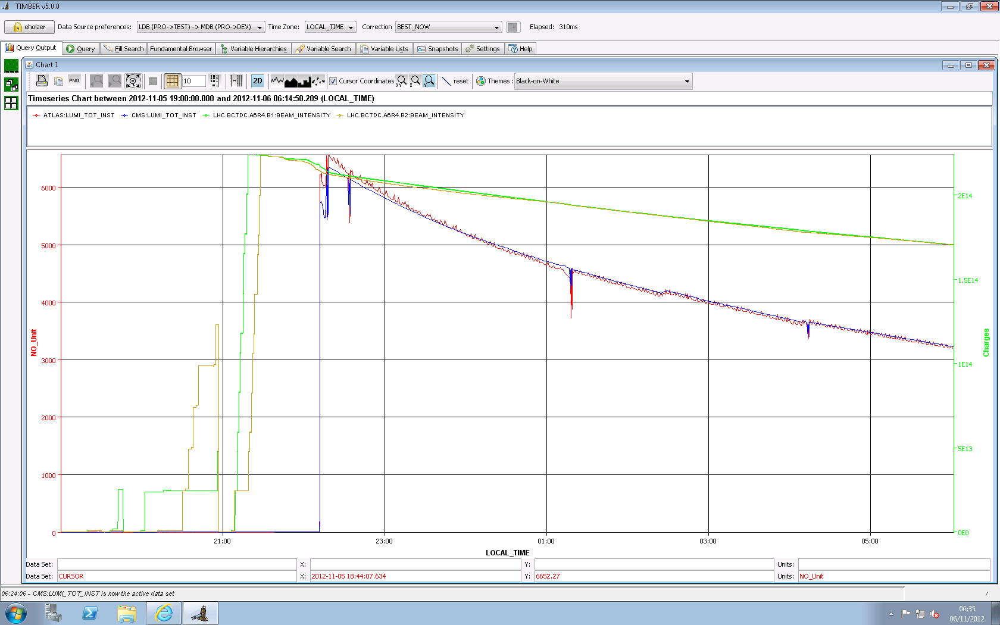 TIMBER v5.0.0
eholzer Data Source preferences: LDB (PRO->TEST) -> MDB (PRO->DEV) Time Zone: LOCAL_TIME Correction BEST_NOW Elapsed: 310ms
Query Output Query Fill Search Fundamental Browser Variable Hierarchies Variable Search Variable Lists Snapshots Settings Help
Chart 1
PNG 10 2D Cursor Coordinates XY X Y reset Themes : Black-on-White
Timeseries Chart between 2012-11-05 19:00:00.000 and 2012-11-06 06:14:50.209 (LOCAL_TIME)
ATLAS:LUMI_TOT_INST CMS:LUMI_TOT_INST LHC.BCTDC.A6R4.B1:BEAM_INTENSITY LHC.BCTDC.A6R4.B2:BEAM_INTENSITY
6000
2E14
5000
1.5E14
4000
NO_Unit
Charges
3000
1E14
2000
5E13
1000
0
0E0
21:00 23:00 01:00 03:00 05:00
LOCAL_TIME
Data Set: X: Y: Units:
Data Set: CURSOR X: 2012-11-05 18:44:07.634 Y: 6652.27 Units: NO_Unit
06:24:06 - CMS:LUMI_TOT_INST is now the active data set
06:35
06/11/2012